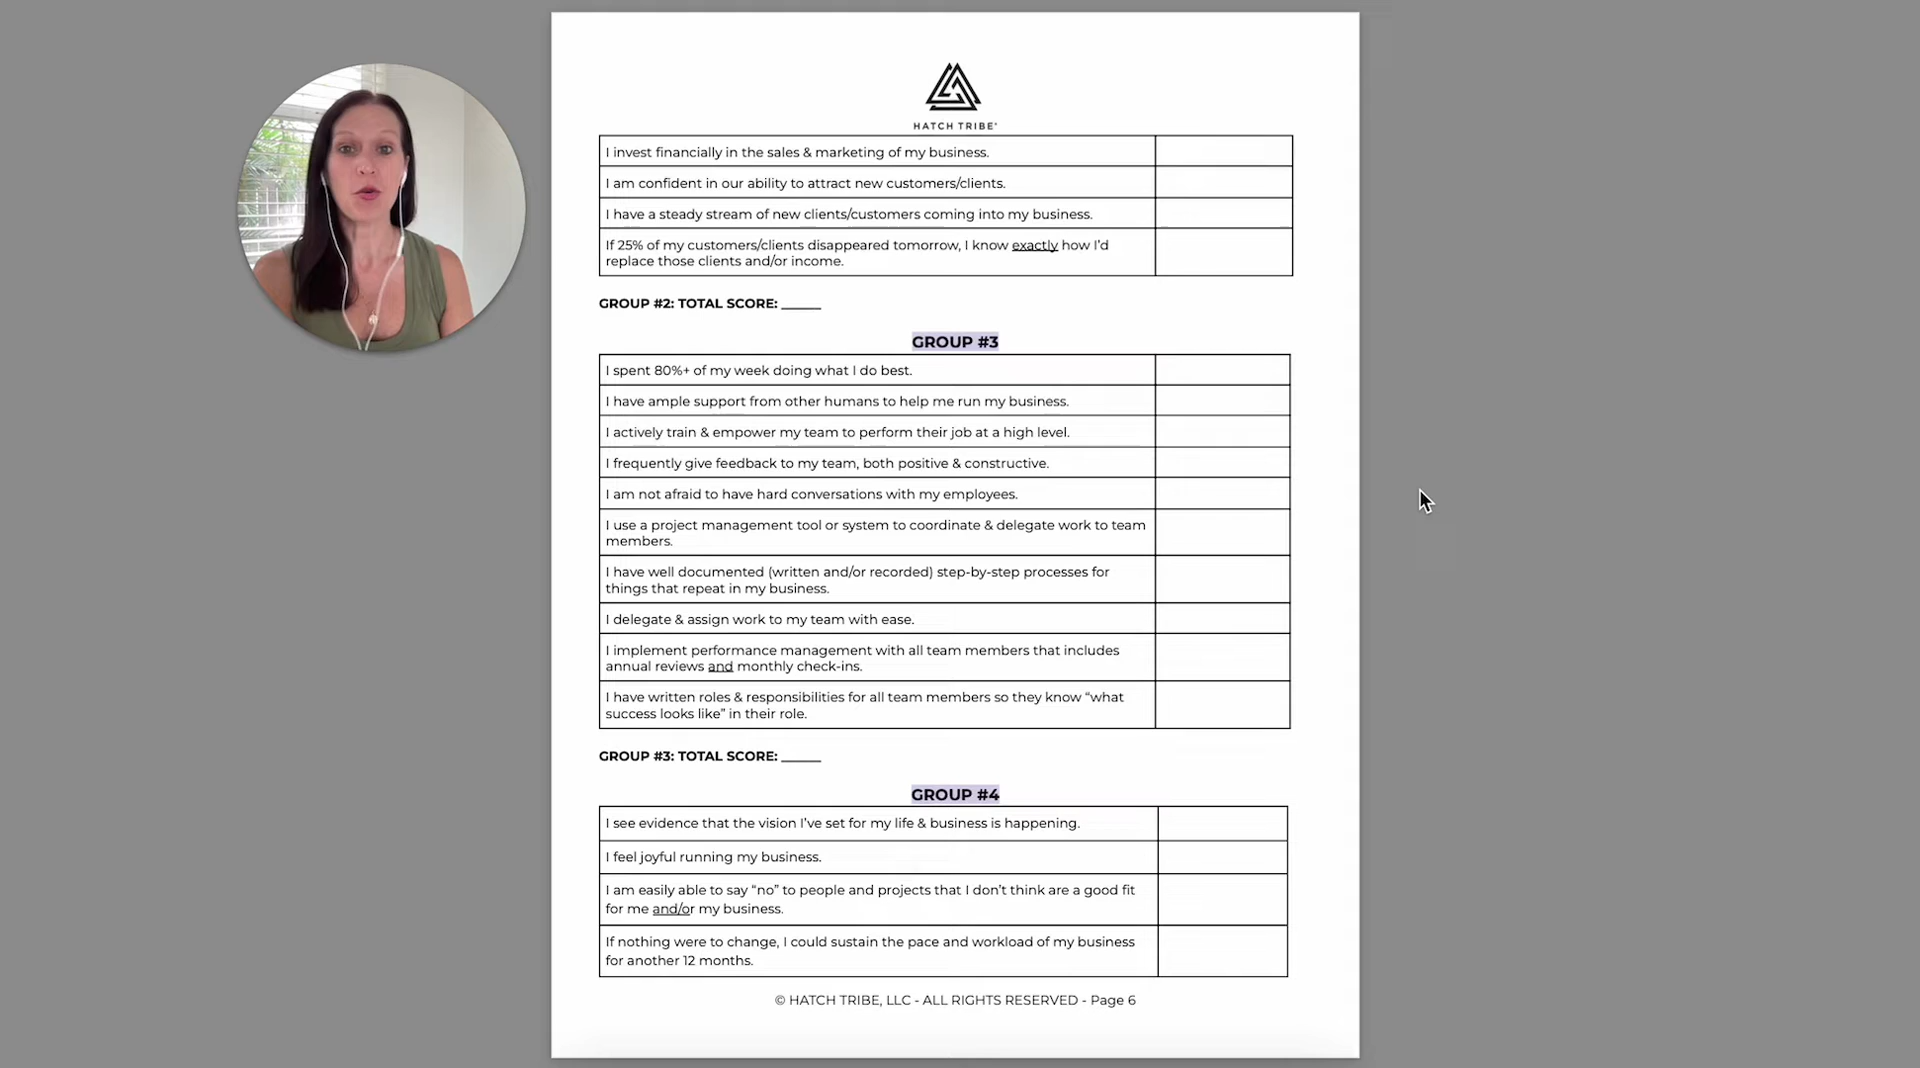 HATCH TRIBE
I invest financially in the sales & marketing of my business.
I am confident in our ability to attract new customers/clients.
I have a steady stream of new clients/customers coming into my business.
If 25% of my customers/clients disappeared tomorrow, I know exactly how I’d
replace those clients and/or income.
GROUP #2: TOTAL SCORE: ______
GROUP #3
I spent 80%+ of my week doing what I do best.
I have ample support from other humans to help me run my business.
I actively train & empower my team to perform their job at a high level.
I frequently give feedback to my team, both positive & constructive.
I am not afraid to have hard conversations with my employees.
I use a project management tool or system to coordinate & delegate work to team
members.
I have well documented (written and/or recorded) step-by-step processes for
things that repeat in my business.
I delegate & assign work to my team with ease.
I implement performance management with all team members that includes
annual reviews and monthly check-ins.
I have written roles & responsibilities for all team members so they know “what
success looks like” in their role.
GROUP #3: TOTAL SCORE: ______
GROUP #4
I see evidence that the vision I’ve set for my life & business is happening.
I feel joyful running my business.
I am easily able to say “no” to people and projects that I don’t think are a good fit
for me and/or my business.
If nothing were to change, I could sustain the pace and workload of my business
for another 12 months.
© HATCH TRIBE, LLC - ALL RIGHTS RESERVED - Page 6